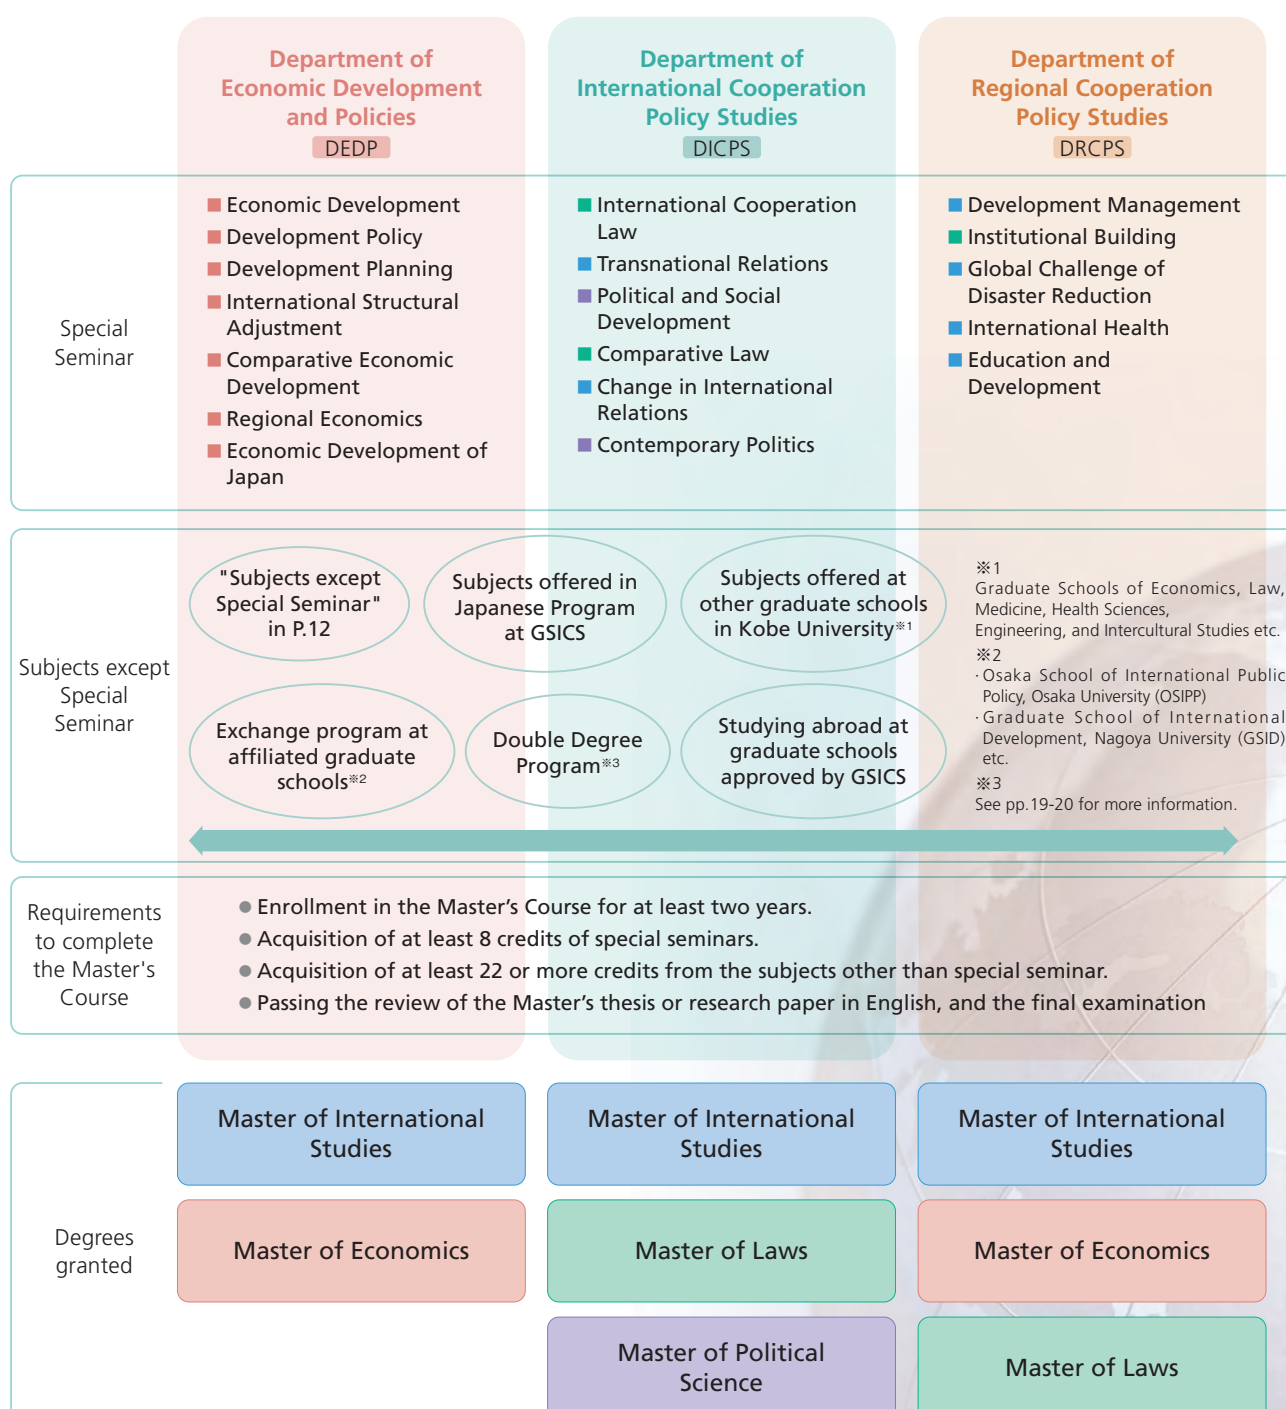 Department of
Economic Development
and Policies
DEDP
Department of
International Cooperation
Policy Studies
DICPS
Department of
Regional Cooperation
Policy Studies
DRCPS
Special
Seminar
Economic Development
Development Policy
Development Planning
International Structural
Adjustment
Comparative Economic
Development
Regional Economics
Economic Development of
Japan
International Cooperation
Law
Transnational Relations
Political and Social
Development
Comparative Law
Change in International
Relations
Contemporary Politics
Development Management
Institutional Building
Global Challenge of
Disaster Reduction
International Health
Education and
Development
Subjects except
Special
Seminar
"Subjects except
Special Seminar"
in P.12
Subjects offered in
Japanese Program
at GSICS
Subjects offered at
other graduate schools
in Kobe University※1
Exchange program at
affiliated graduate
schools※2
Double Degree
Program※3
Studying abroad at
graduate schools
approved by GSICS
※1
Graduate Schools of Economics, Law,
Medicine, Health Sciences,
Engineering, and Intercultural Studies etc.
※2
·Osaka School of International Public
Policy, Osaka University (OSIPP)
·Graduate School of International
Development, Nagoya University (GSID)
etc.
※3
See pp.19-20 for more information.
Requirements
to complete
the Master's
Course
● Enrollment in the Master’s Course for at least two years.
● Acquisition of at least 8 credits of special seminars.
● Acquisition of at least 22 or more credits from the subjects other than special seminar.
● Passing the review of the Master’s thesis or research paper in English, and the final examination
Degrees
granted
Master of International
Studies
Master of International
Studies
Master of International
Studies
Master of Economics
Master of Laws
Master of Economics
Master of Political
Science
Master of Laws